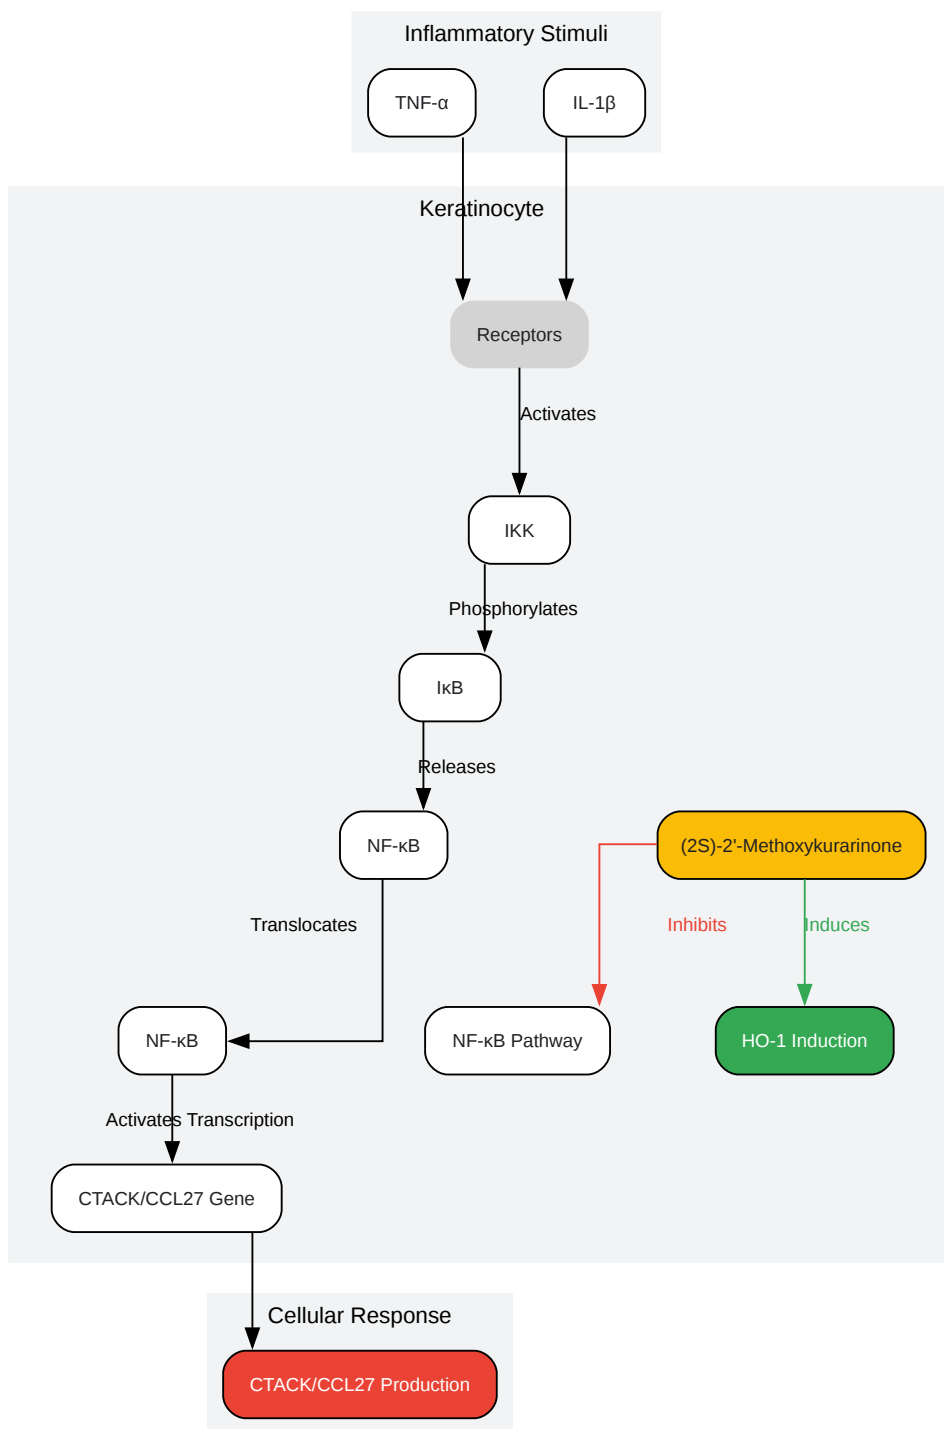 Inflammatory Stimuli
TNF-α
IL-1β
Keratinocyte
Receptors
Activates
IKK
Phosphorylates
IκB
Releases
NF-κB
(2S)-2'-Methoxykurarinone
Translocates
Inhibits
Induces
NF-κB
NF-κB Pathway
HO-1 Induction
Activates Transcription
CTACK/CCL27 Gene
Cellular Response
CTACK/CCL27 Production